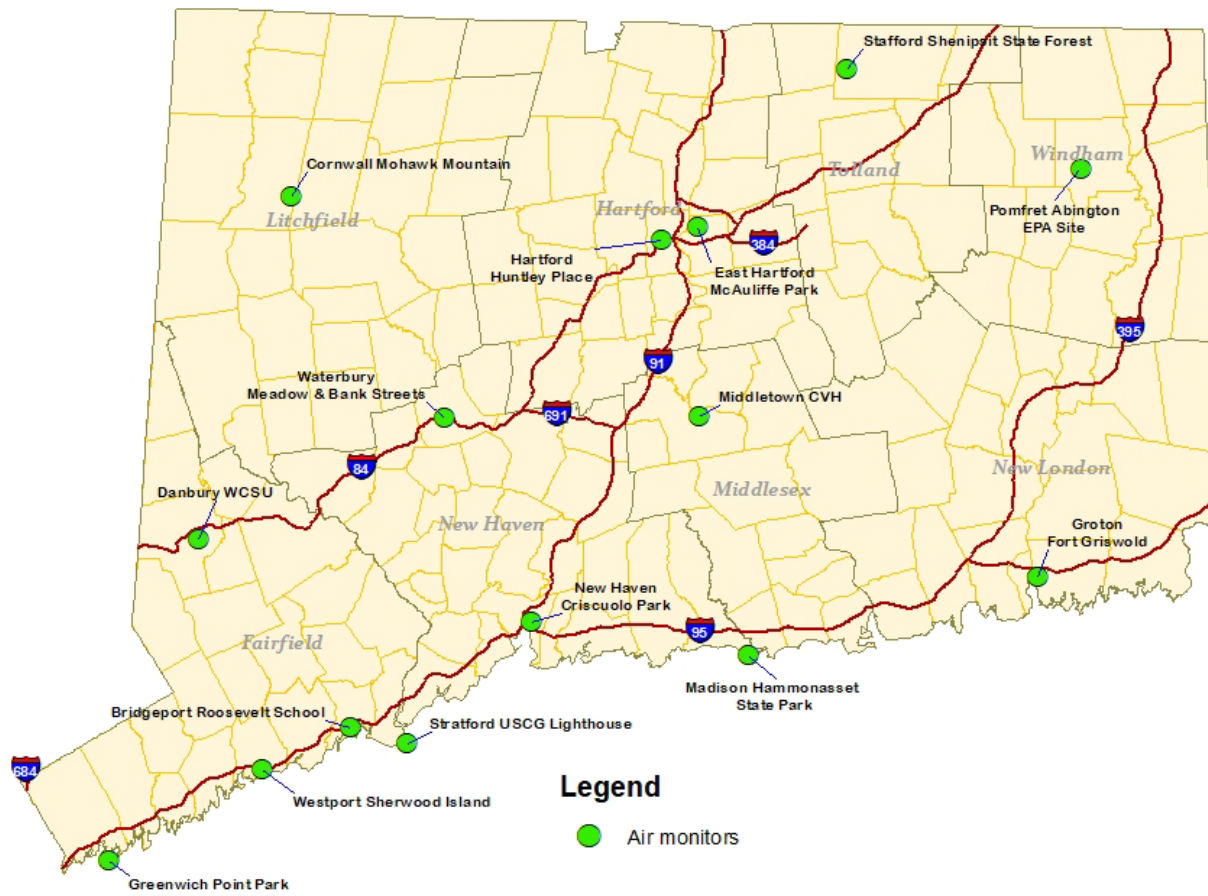 Stafford Shenipsit State Forest
Cornwall Mohawk Mountain
Windham
Tolland
Litchfield
Hartford
Pomfret Abington
EPA Site
Hartford
Huntley Place
384
East Hartford
McAuliffe Park
395
91
Waterbury
Meadow & Bank Streets
Middletown CVH
691
84
New London
Danbury WCSU
Middlesex
New Haven
Groton
Fort Griswold
New Haven
Criscuolo Park
95
Fairfield
Madison Hammonasset
State Park
Bridgeport Roosevelt School
Stratford USCG Lighthouse
684
Westport Sherwood Island
Legend
Air monitors
Greenwich Point Park